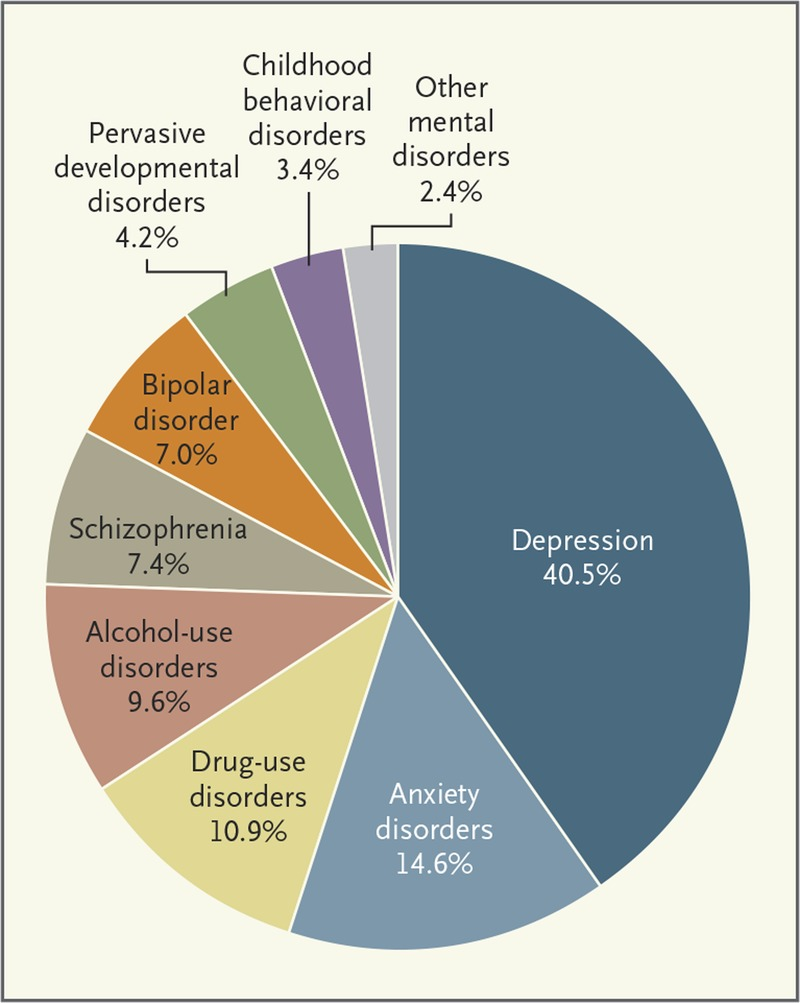 Childhood
behavioral
disorders
3.4%
Other
mental
disorders
2.4%
Pervasive
developmental
disorders
4.2%
Bipolar
disorder
7.0%
Schizophrenia
7.4%
Depression
40.5%
Alcohol-use
disorders
9.6%
Drug-use
disorders
10.9%
Anxiety
disorders
14.6%